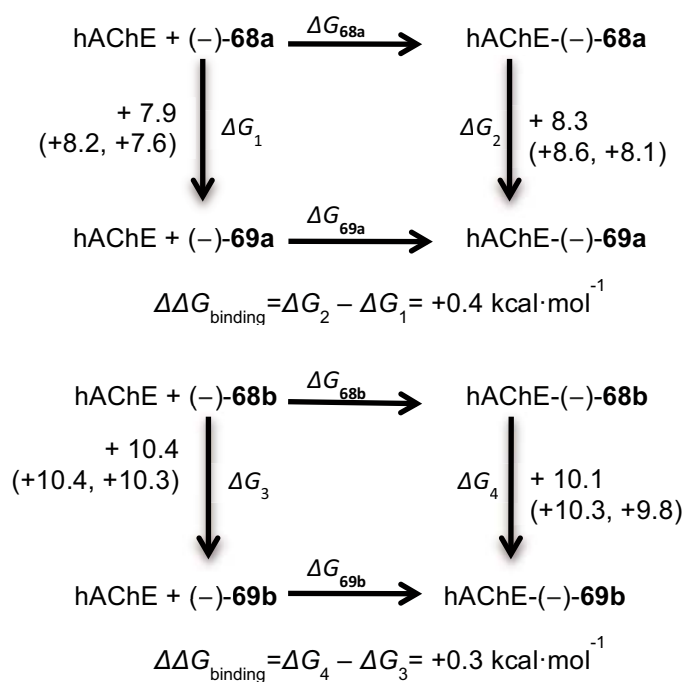 hAChE + (−)-68a ΔG68a hAChE-(−)-68a
+ 7.9
(+8.2, +7.6) ΔG1 ΔG2 + 8.3
(+8.6, +8.1)
hAChE + (−)-69a ΔG69a hAChE-(−)-69a
ΔΔGbinding=ΔG2 − ΔG1= +0.4 kcal·mol-1
hAChE + (−)-68b ΔG68b hAChE-(−)-68b
+ 10.4
(+10.4, +10.3) ΔG3 ΔG4 + 10.1
(+10.3, +9.8)
hAChE + (−)-69b ΔG69b hAChE-(−)-69b
ΔΔGbinding=ΔG4 − ΔG3= +0.3 kcal·mol-1